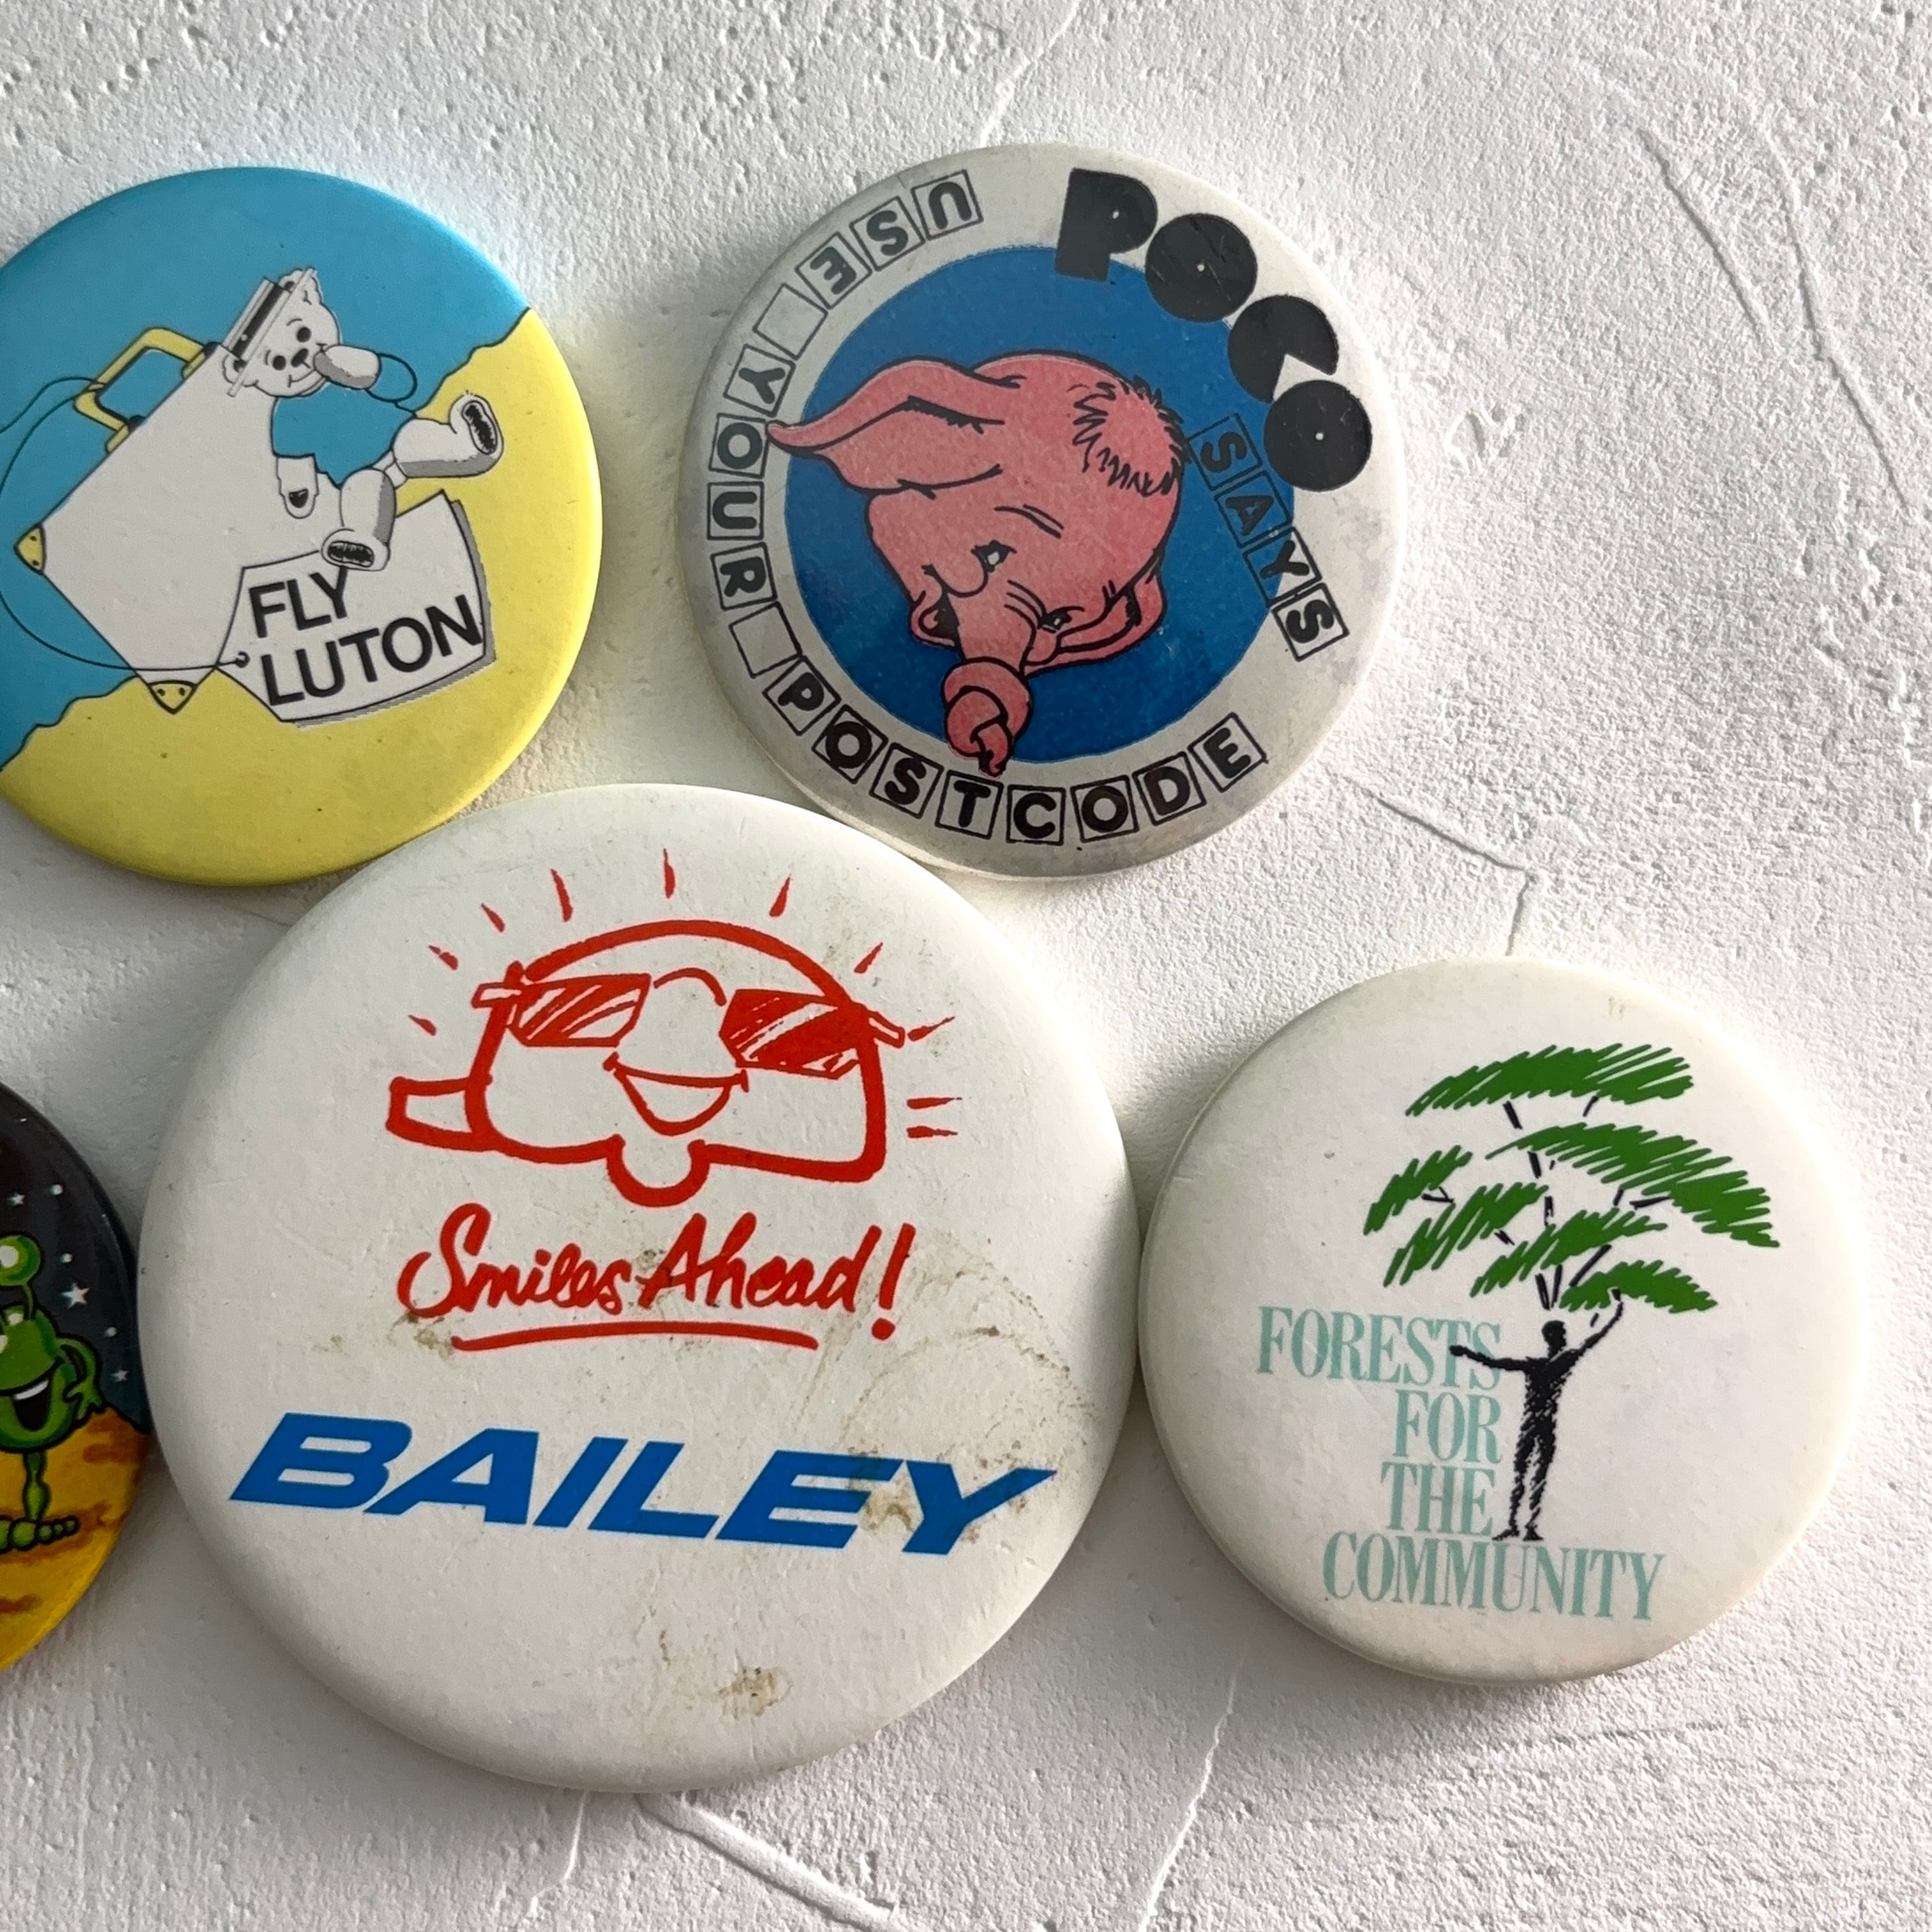 FLY
LUTON
POCO
SAYS
USE YOUR POSTCODE
Smiles Ahead!
BAILEY
FORESTS
FOR
THE
COMMUNITY